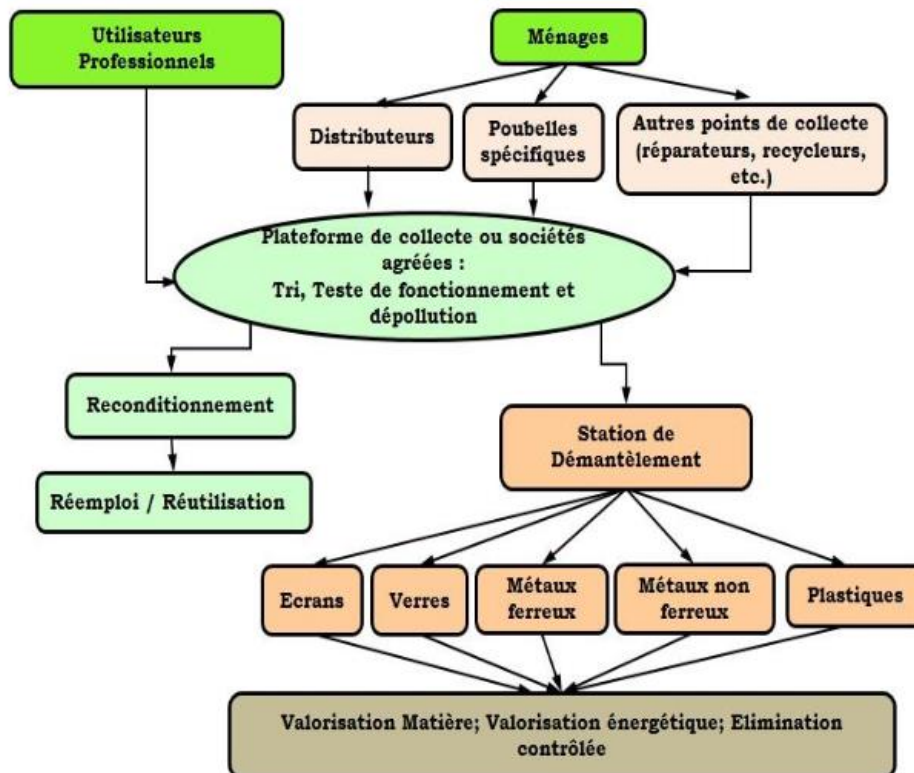 Utilisateurs
Professionnels
Ménages
Distributeurs
Poubelles
spécifiques
Autres points de collecte
(réparateurs, recycleurs,
etc.)
Plateforme de collecte ou sociétés
agréées :
Tri, Teste de fonctionnement et
dépollution
Reconditionnement
Réemploi / Réutilisation
Station de
Démantèlement
Ecrans
Verres
Métaux
ferreux
Métaux non
ferreux
Plastiques
Valorisation Matière; Valorisation énergétique; Elimination
contrôlée